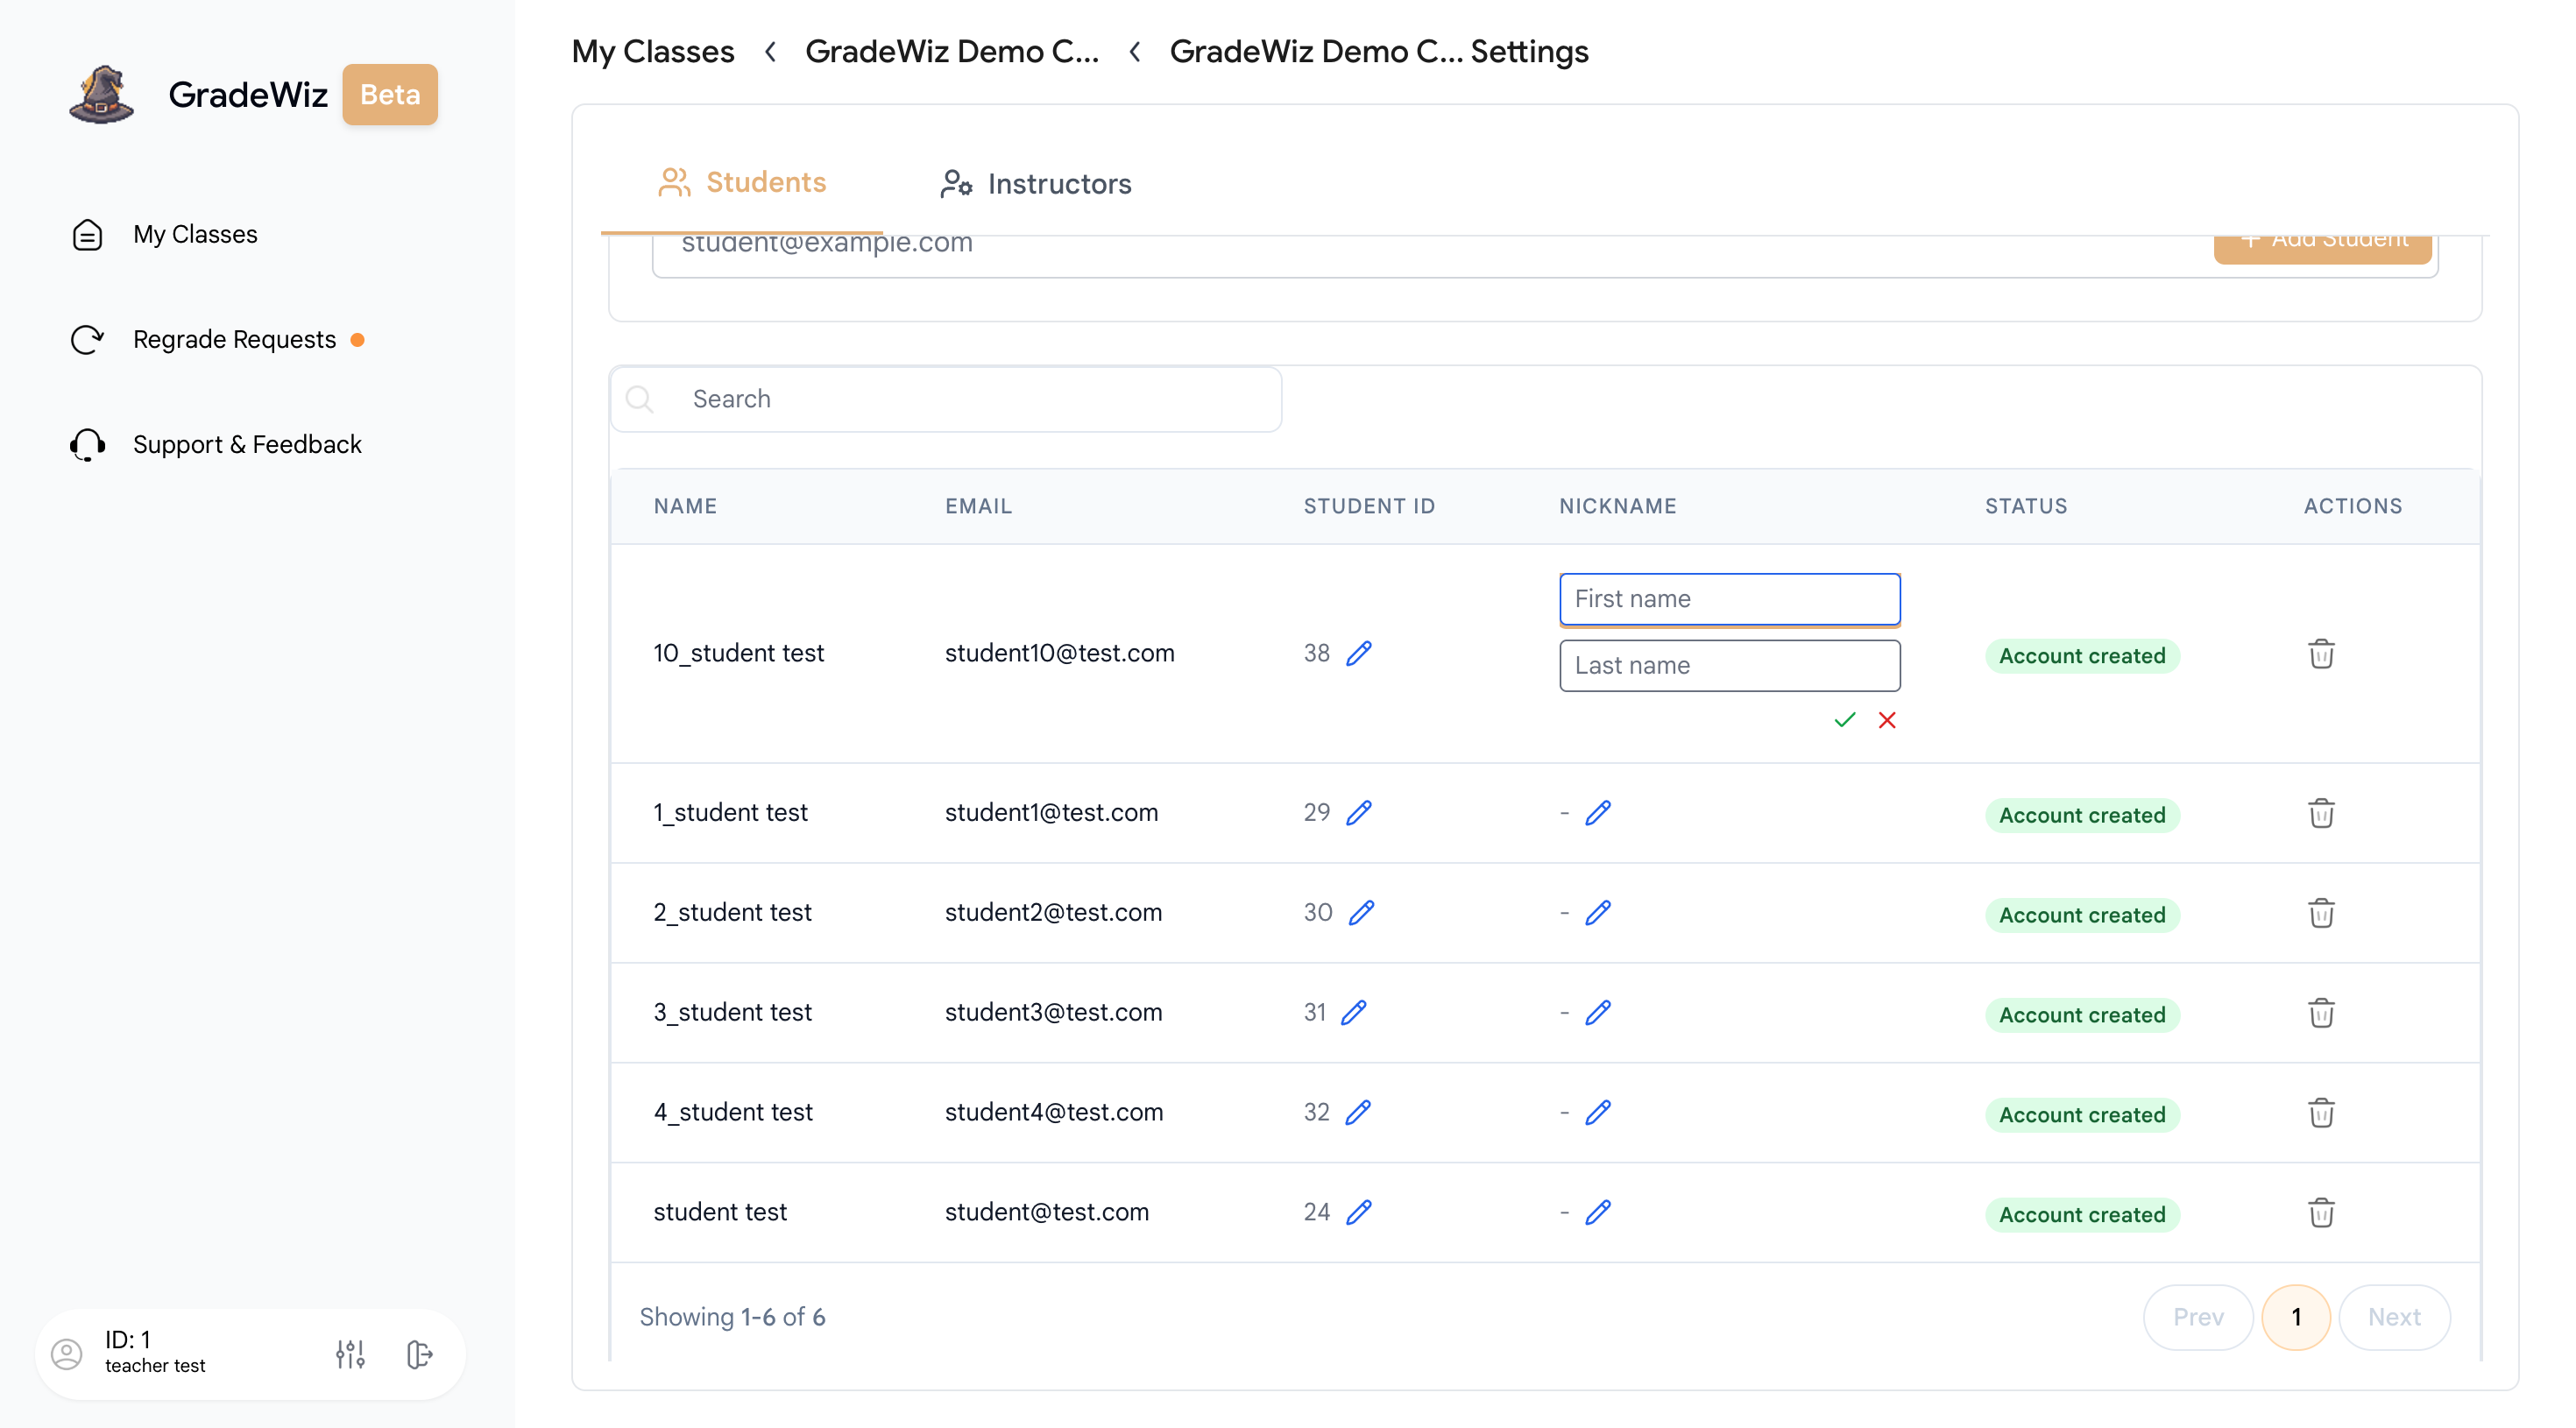 GradeWiz Beta
My Classes
Regrade Requests
Support & Feedback
ID: 1
teacher test
My Classes GradeWiz Demo C... GradeWiz Demo C... Settings
Students Instructors
student@example.com + Add Student
Search
NAME EMAIL STUDENT ID NICKNAME STATUS ACTIONS
First name
10_student test student10@test.com 38 Account created
Last name
1_student test student1@test.com 29 - Account created
2_student test student2@test.com 30 - Account created
3_student test student3@test.com 31 - Account created
4_student test student4@test.com 32 - Account created
student test student@test.com 24 - Account created
Showing 1-6 of 6 Prev 1 Next